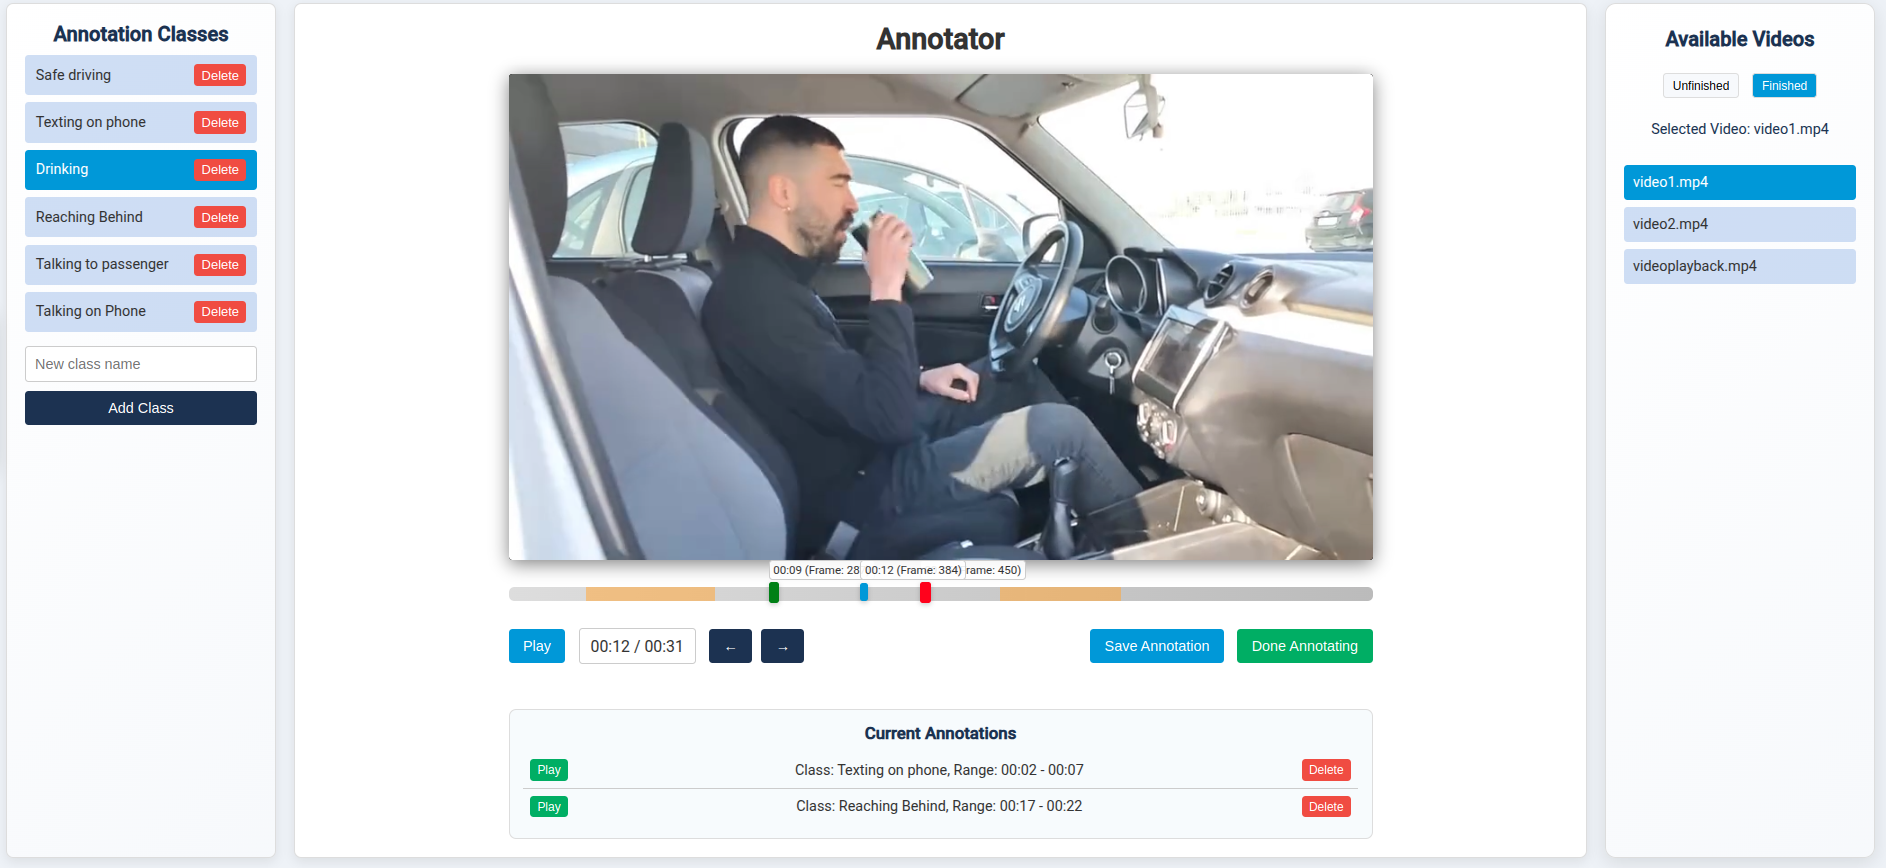 Annotation Classes
Safe driving
Delete
Texting on phone
Delete
Drinking
Delete
Reaching Behind
Delete
Talking to passenger
Delete
Talking on Phone
Delete
New class name
Add Class
Annotator
00:09 (Frame: 28
00:12 (Frame: 384)
rame: 450)
Play
00:12 / 00:31
←
→
Save Annotation
Done Annotating
Current Annotations
Play
Class: Texting on phone, Range: 00:02 - 00:07
Delete
Play
Class: Reaching Behind, Range: 00:17 - 00:22
Delete
Available Videos
Unfinished
Finished
Selected Video: video1.mp4
video1.mp4
video2.mp4
videoplayback.mp4